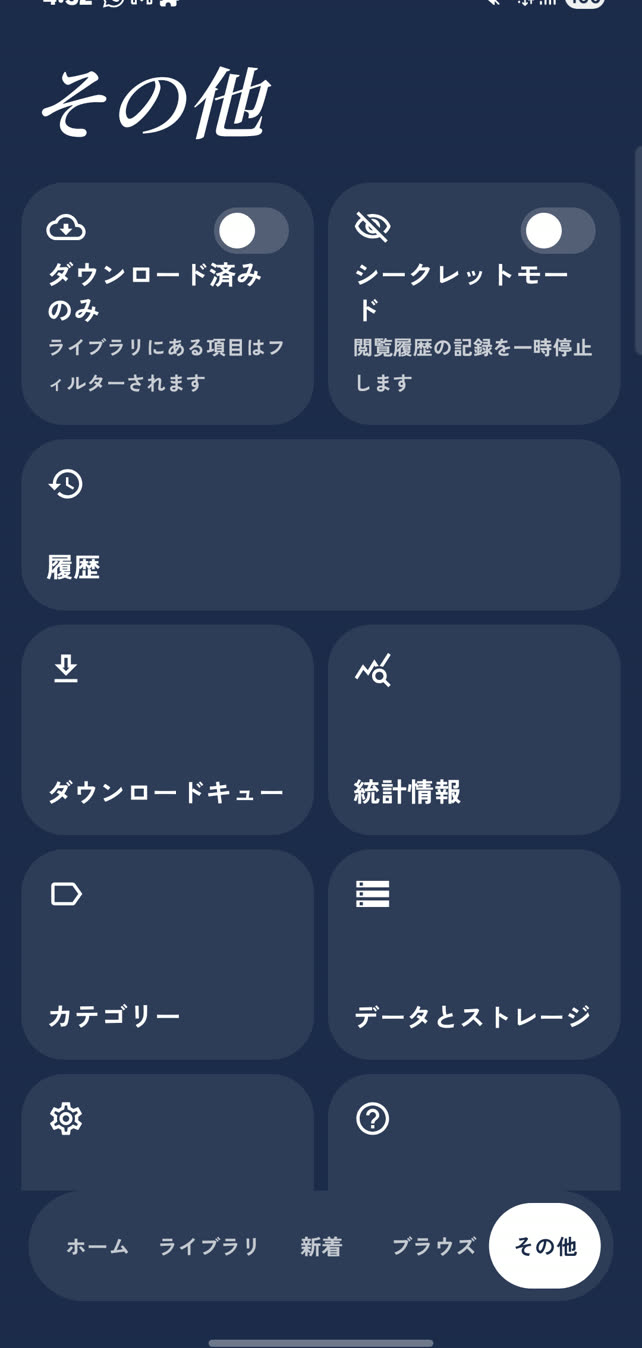 その他
ダウンロード済み
のみ
ライブラリにある項目はフ
ィルターされます
シークレットモー
ド
閲覧履歴の記録を一時停止
します
履歴
ダウンロードキュー
統計情報
カテゴリー
データとストレージ
ホーム
ライブラリ
新着
ブラウズ
その他